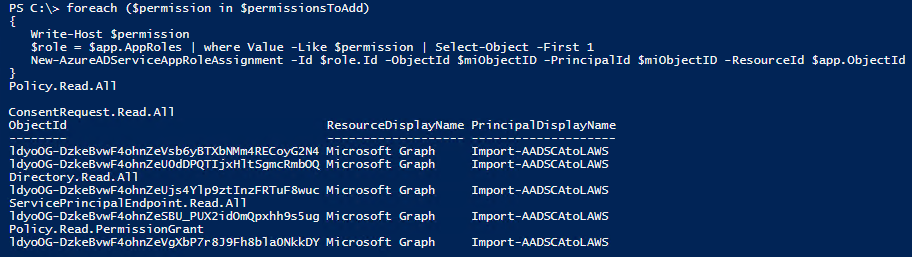 PS C:\> foreach ($permission in $permissionsToAdd)
{
   Write-Host $permission
   $role = $app.AppRoles | where Value -Like $permission | Select-Object -First 1
   New-AzureADServiceAppRoleAssignment -Id $role.Id -ObjectId $miObjectID -PrincipalId $miObjectID -ResourceId $app.ObjectId
}
Policy.Read.All
ConsentRequest.Read.All
ObjectId ResourceDisplayName PrincipalDisplayName
-------- ------------------- --------------------
ldyoOG-DzkeBvwF4ohnZeVsb6yBTXbNMm4RECoyG2N4 Microsoft Graph Import-AADSCAtoLAWS
ldyoOG-DzkeBvwF4ohnZeUOdDPQTIjxHltSgmcRmbOQ Microsoft Graph Import-AADSCAtoLAWS
Directory.Read.All
ldyoOG-DzkeBvwF4ohnZeUjs4Ylp9ztInzFRTuF8wuc Microsoft Graph Import-AADSCAtoLAWS
ServicePrincipalEndpoint.Read.All
ldyoOG-DzkeBvwF4ohnZeSBU_PUX2idOmQpxhh9s5ug Microsoft Graph Import-AADSCAtoLAWS
Policy.Read.PermissionGrant
ldyoOG-DzkeBvwF4ohnZeVgXbP7r8J9Fh8blaONkkDY Microsoft Graph Import-AADSCAtoLAWS